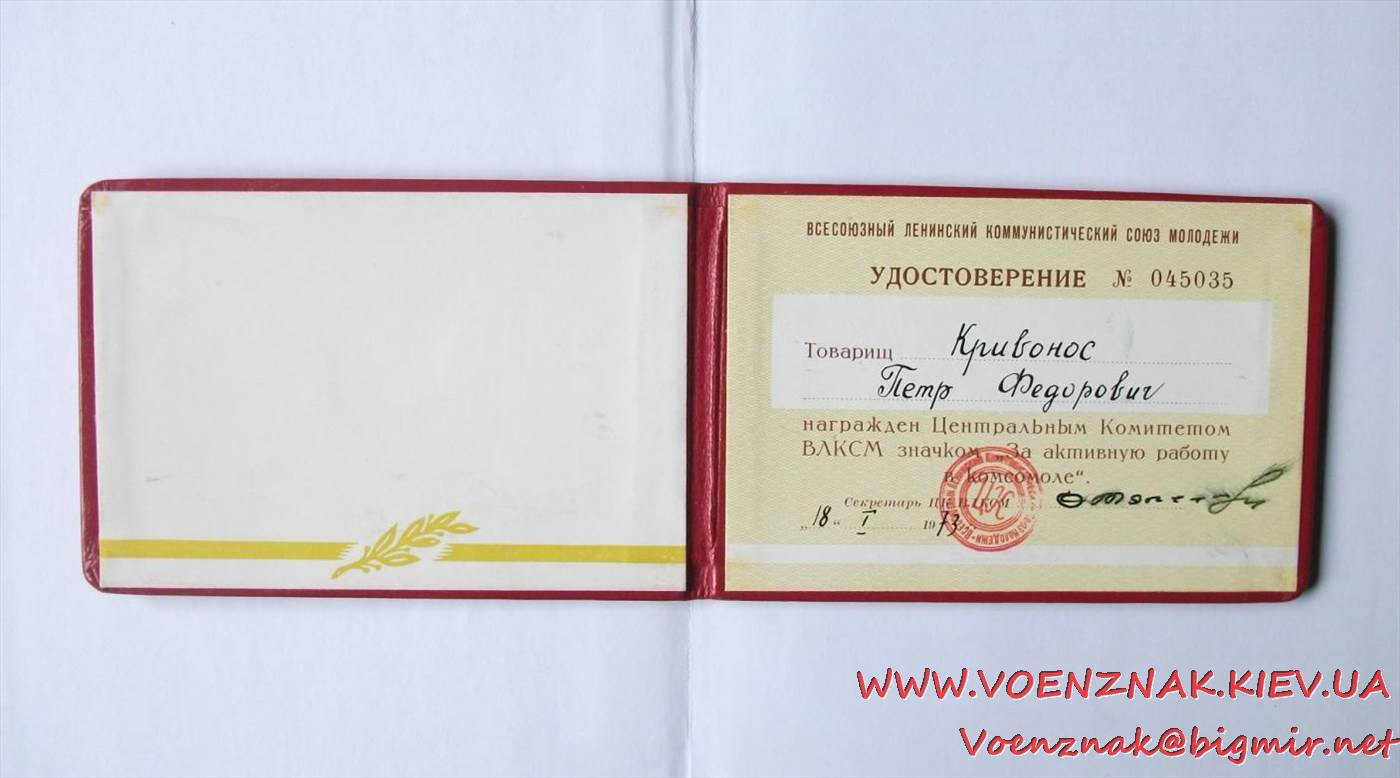 ВСЕСОЮЗНЫЙ ЛЕНИНСКИЙ КОММУНИСТИЧЕСКИЙ СОЮЗ МОЛОДЕЖИ
УДОСТОВЕРЕНИЕ № 045035
Товарищ Кривонос
Петр Федорович
награжден Центральным Комитетом
ВЛКСМ значком „За активную работу
в комсомоле“.
Секретарь ЦК ВЛКСМ
„18“ I 1973
WWW.VOENZNAK.KIEV.UA
Voenznak@bigmir.net